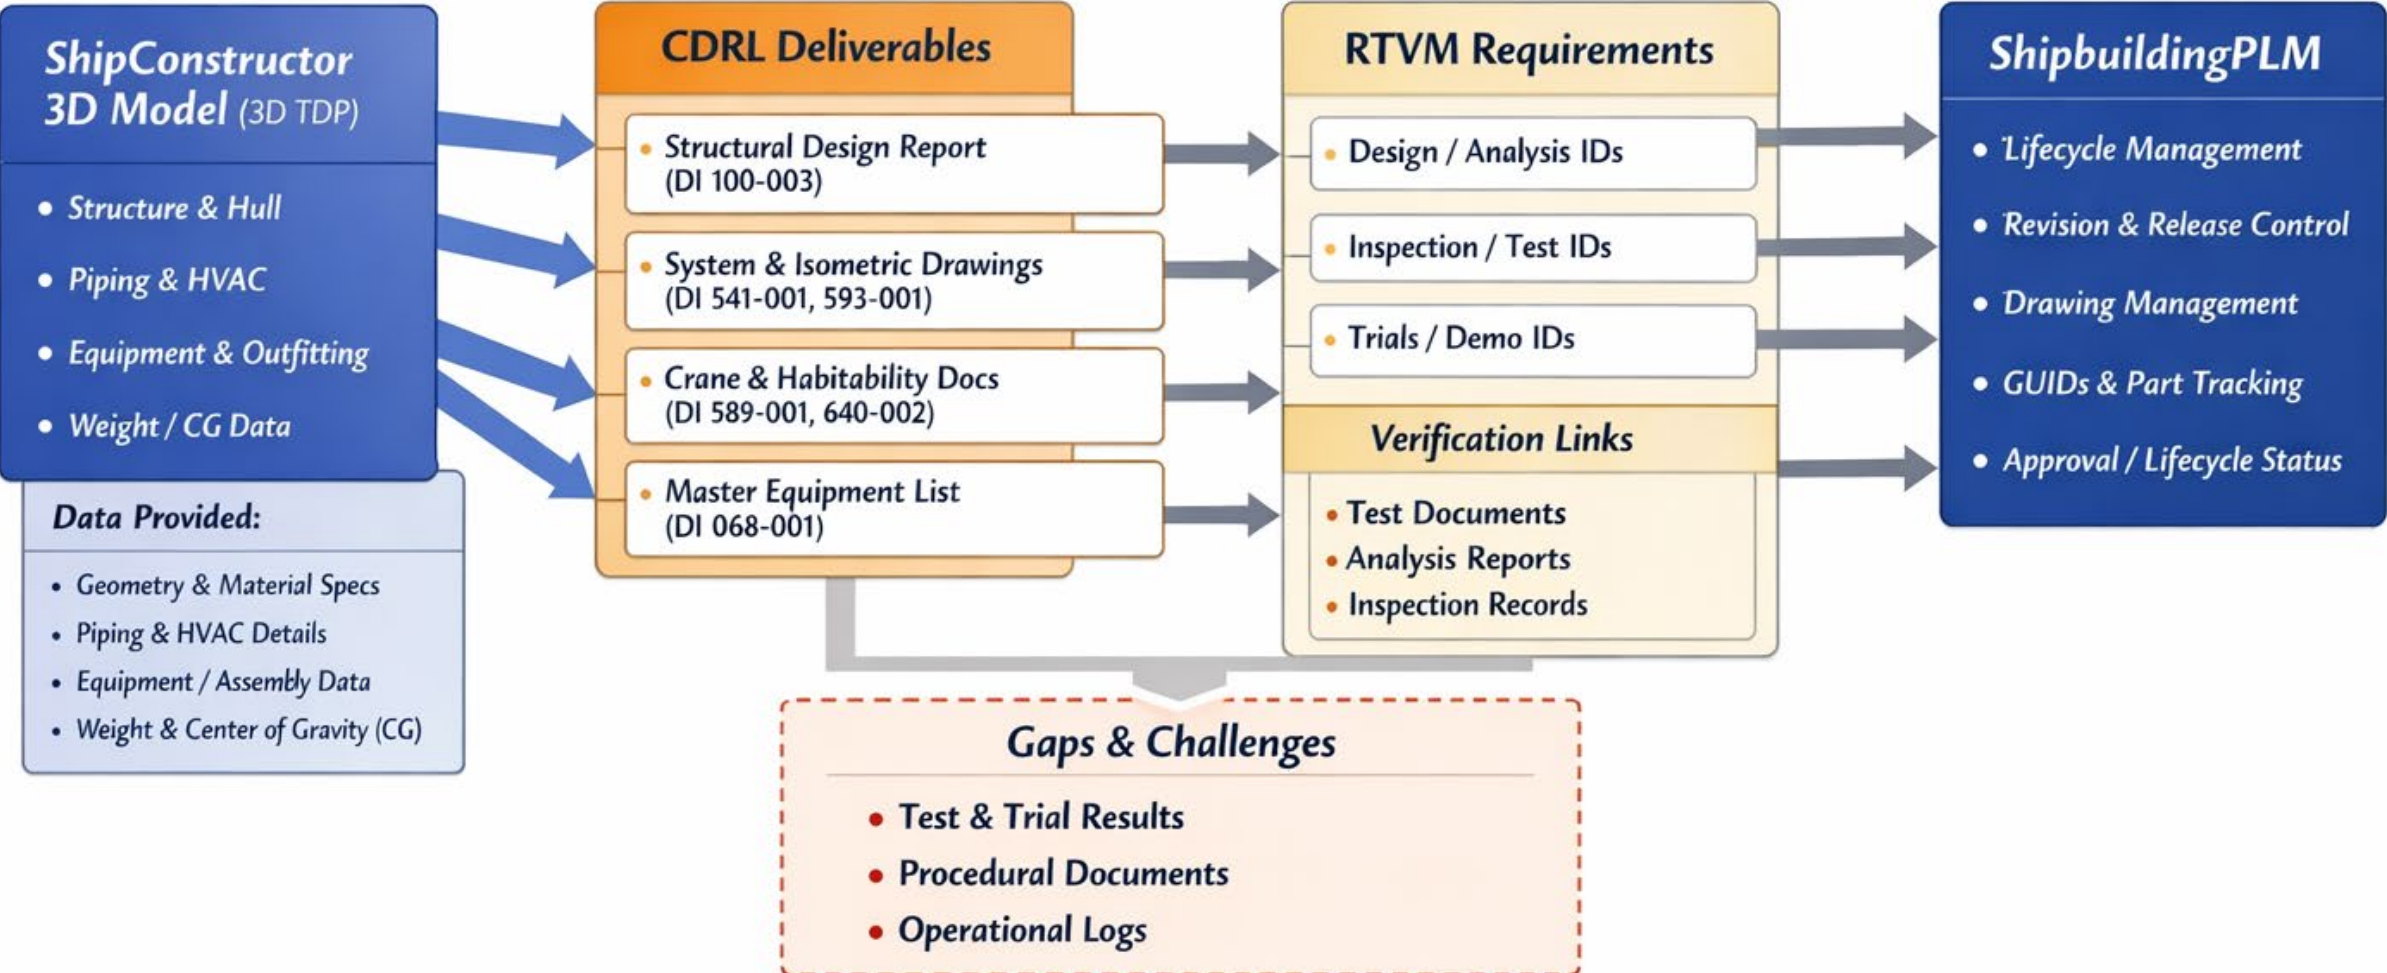 ShipConstructor
3D Model (3D TDP)
• Structure & Hull
• Piping & HVAC
• Equipment & Outfitting
• Weight / CG Data
Data Provided:
• Geometry & Material Specs
• Piping & HVAC Details
• Equipment / Assembly Data
• Weight & Center of Gravity (CG)
CDRL Deliverables
• Structural Design Report
(DI 100-003)
• System & Isometric Drawings
(DI 541-001, 593-001)
• Crane & Habitability Docs
(DI 589-001, 640-002)
• Master Equipment List
(DI 068-001)
RTVM Requirements
• Design / Analysis IDs
• Inspection / Test IDs
• Trials / Demo IDs
Verification Links
• Test Documents
• Analysis Reports
• Inspection Records
ShipbuildingPLM
• Lifecycle Management
• Revision & Release Control
• Drawing Management
• GUIDs & Part Tracking
• Approval / Lifecycle Status
Gaps & Challenges
• Test & Trial Results
• Procedural Documents
• Operational Logs